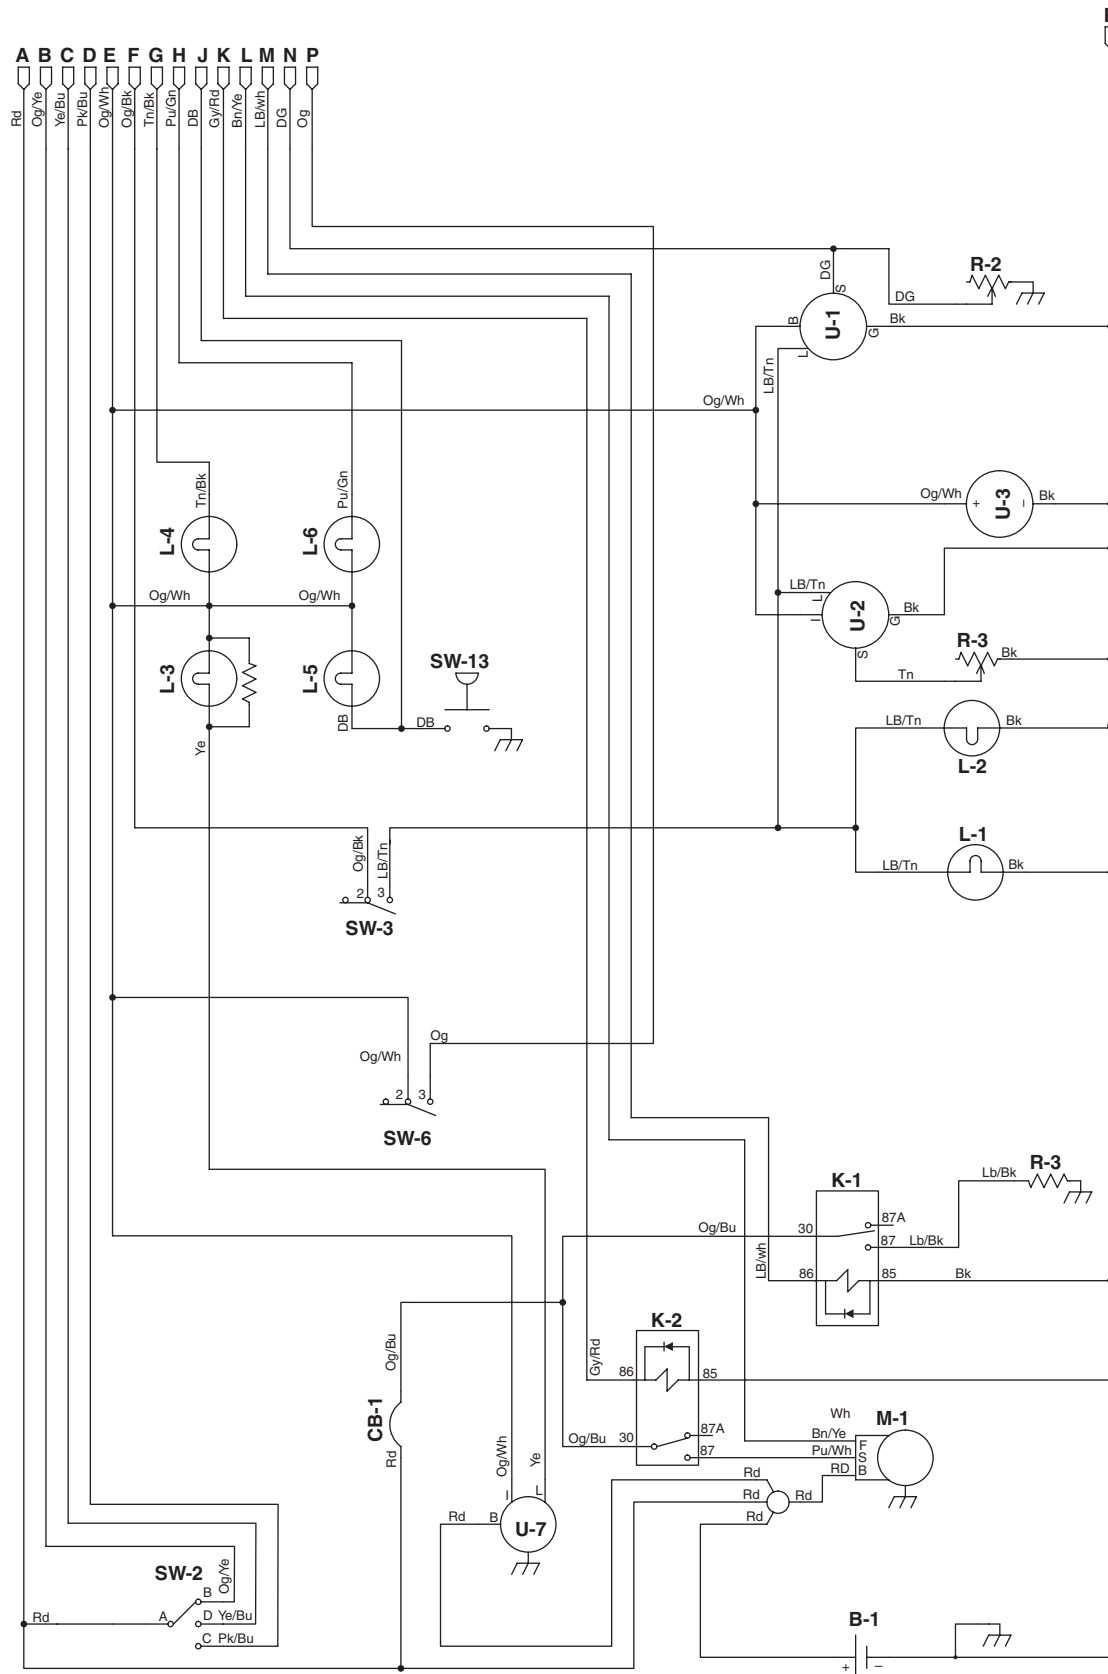 A B C D E F G H J K L M N P
Rd Og/Ye Ye/Bu Pk/Bu Og/Wh Og/Bk Tn/Bk Pu/Gn DB Gy/Rd Bn/Ye LB/wh DG Og
R-2
DG
S
DG
B
U-1
G
Bk
L
LB/Tn
Og/Wh
Tn/Bk
Pu/Gn
L-4
L-6
Og/Wh
+
U-3
–
Bk
Og/Wh
Og/Wh
LB/Tn
L
I
U-2
G
Bk
S
Tn
R-3
Bk
L-3
L-5
SW-13
DB
DB
Ye
LB/Tn
Bk
L-2
L-1
LB/Tn
Bk
Og/Bk
LB/Tn
2 3
SW-3
Og
Og/Wh
2 3
SW-6
K-1
Lb/Bk
R-3
Og/Bu
30
87A
87
Lb/Bk
LB/wh
86
85
Bk
K-2
Og/Bu
Gy/Rd
86
85
CB-1
Og/Bu
30
87A
87
Wh
M-1
Bn/Ye
F
Pu/Wh
S
RD
B
Rd
Og/Wh
Ye
Rd
Rd
Rd
Rd
I
L
Rd
B
U-7
SW-2
Og/Ye
B
Rd
A
D
Ye/Bu
C
Pk/Bu
B-1
+
–